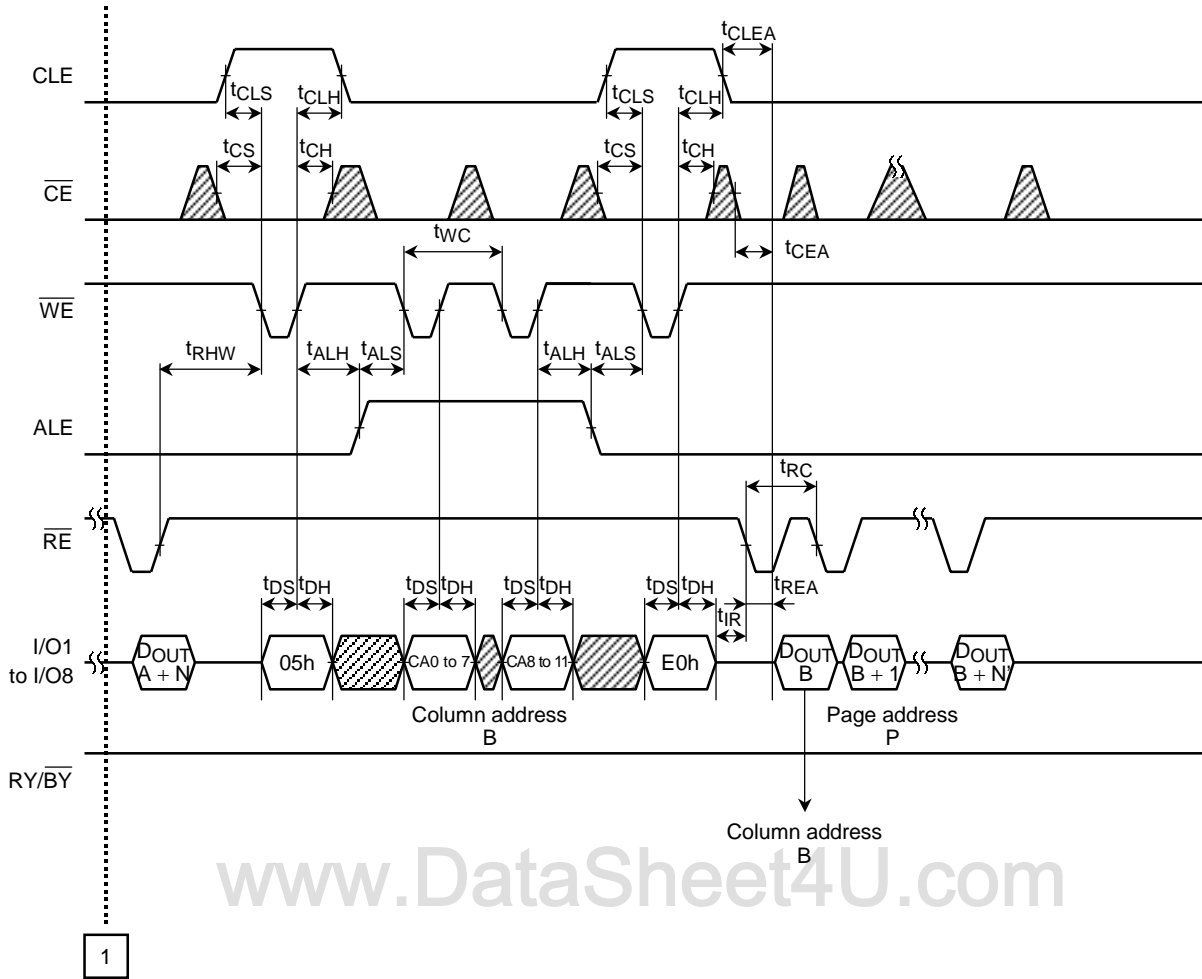 tCLEA
CLE
tCLS tCLH tCLS tCLH
tCS tCH tCS tCH
CE
tWC
tCEA
WE
tRHW tALH tALS tALH tALS
ALE
tRC
RE
tDS tDH tDS tDH tDS tDH tDS tDH tREA
tIR
I/O1
to I/O8
DOUT
A + N
05h
CA0 to 7
CA8 to 11
E0h
DOUT
B
DOUT
B + 1
DOUT
B + N
Column address
B
Page address
P
RY/BY
Column address
B
www.DataSheet4U.com
1